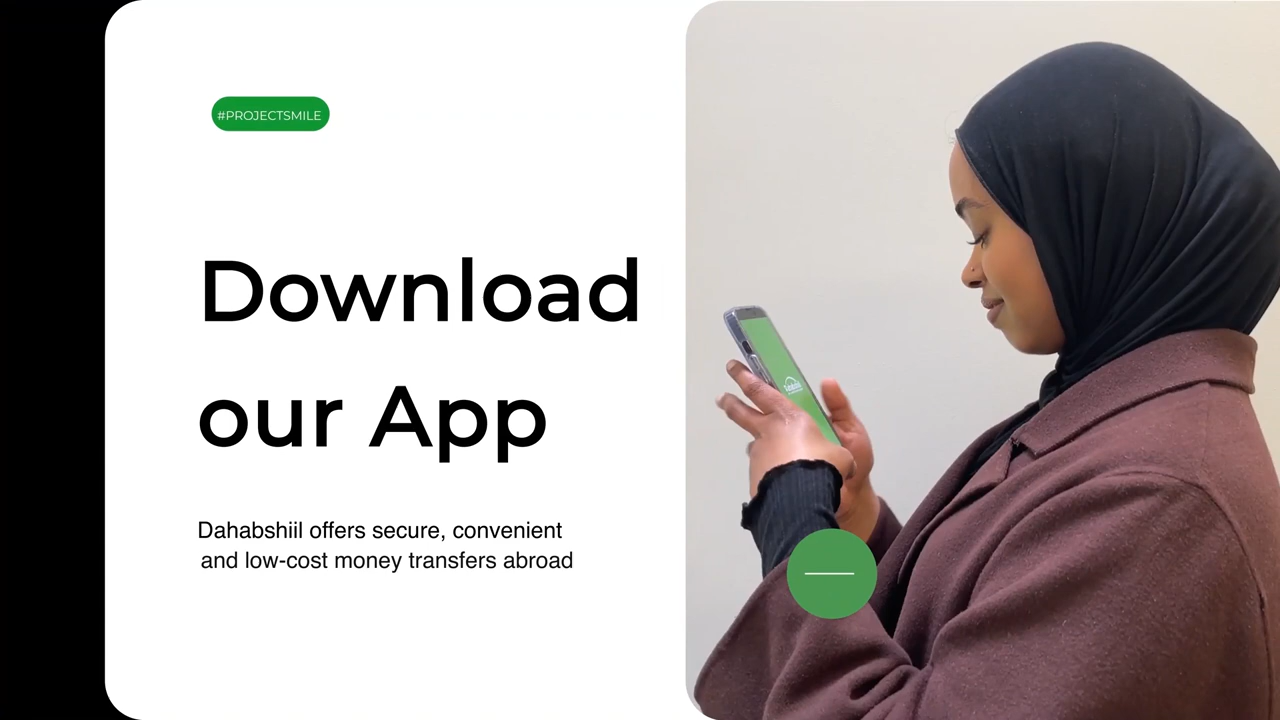 #PROJECTSMILE
Download
our App
Dahabshiil offers secure, convenient
and low-cost money transfers abroad